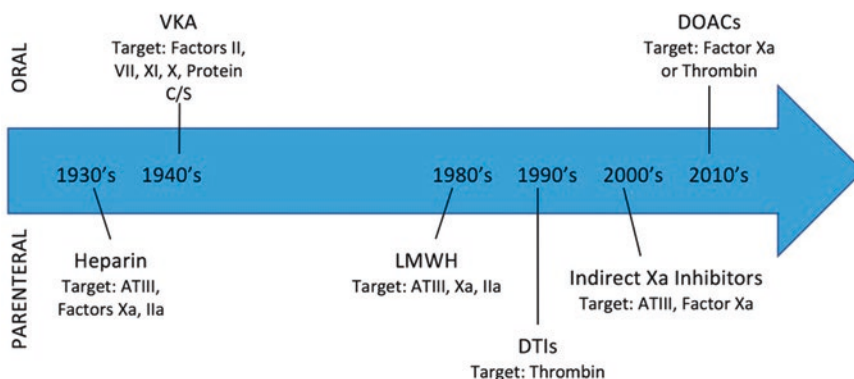 ORAL
VKA
Target: Factors II,
VII, XI, X, Protein
C/S
DOACs
Target: Factor Xa
or Thrombin
1930's
1940's
1980's
1990's
2000's
2010's
PARENTERAL
Heparin
Target: ATIII,
Factors Xa, IIa
LMWH
Target: ATIII, Xa, IIa
DTIs
Target: Thrombin
Indirect Xa Inhibitors
Target: ATIII, Factor Xa